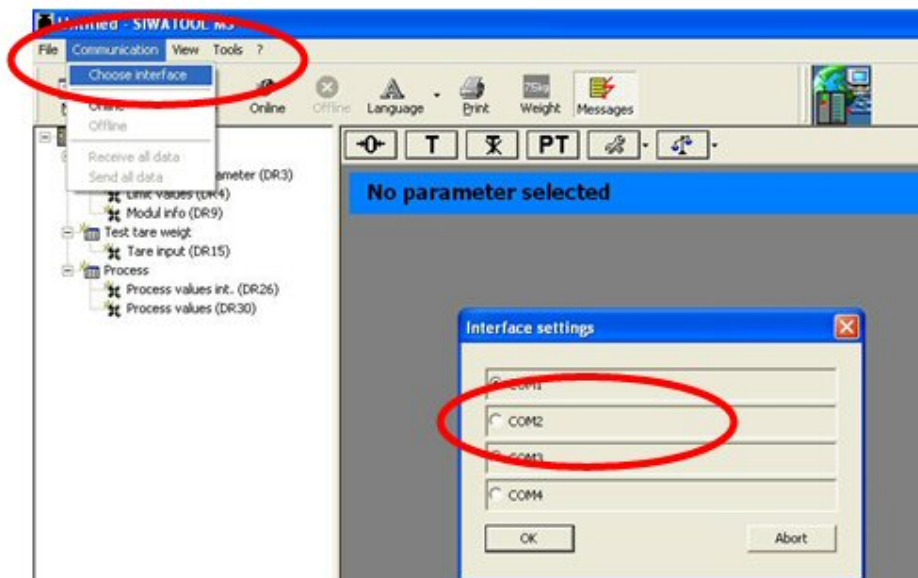 Untitled - SIWATOOL MS
File Communication View Tools ?
Choose interface
Online
Offline
Receive all data
Send all data
Online Offline Language Print Weight Messages
T PT
ameter (DR3)
Limit values (DR4)
Modul info (DR9)
Test tare weigt
Tare input (DR15)
Process
Process values int. (DR26)
Process values (DR30)
No parameter selected
Interface settings
COM1
COM2
COM3
COM4
OK Abort